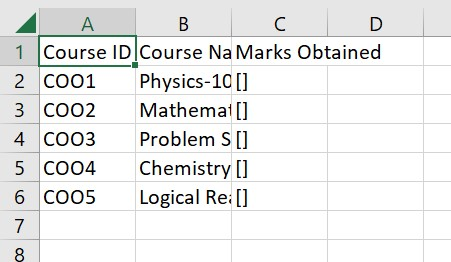 A B C D
1 Course ID Course Na Marks Obtained
2 COO1 Physics-10 []
3 COO2 Mathemat []
4 COO3 Problem S []
5 COO4 Chemistry []
6 COO5 Logical Rea []
7
8